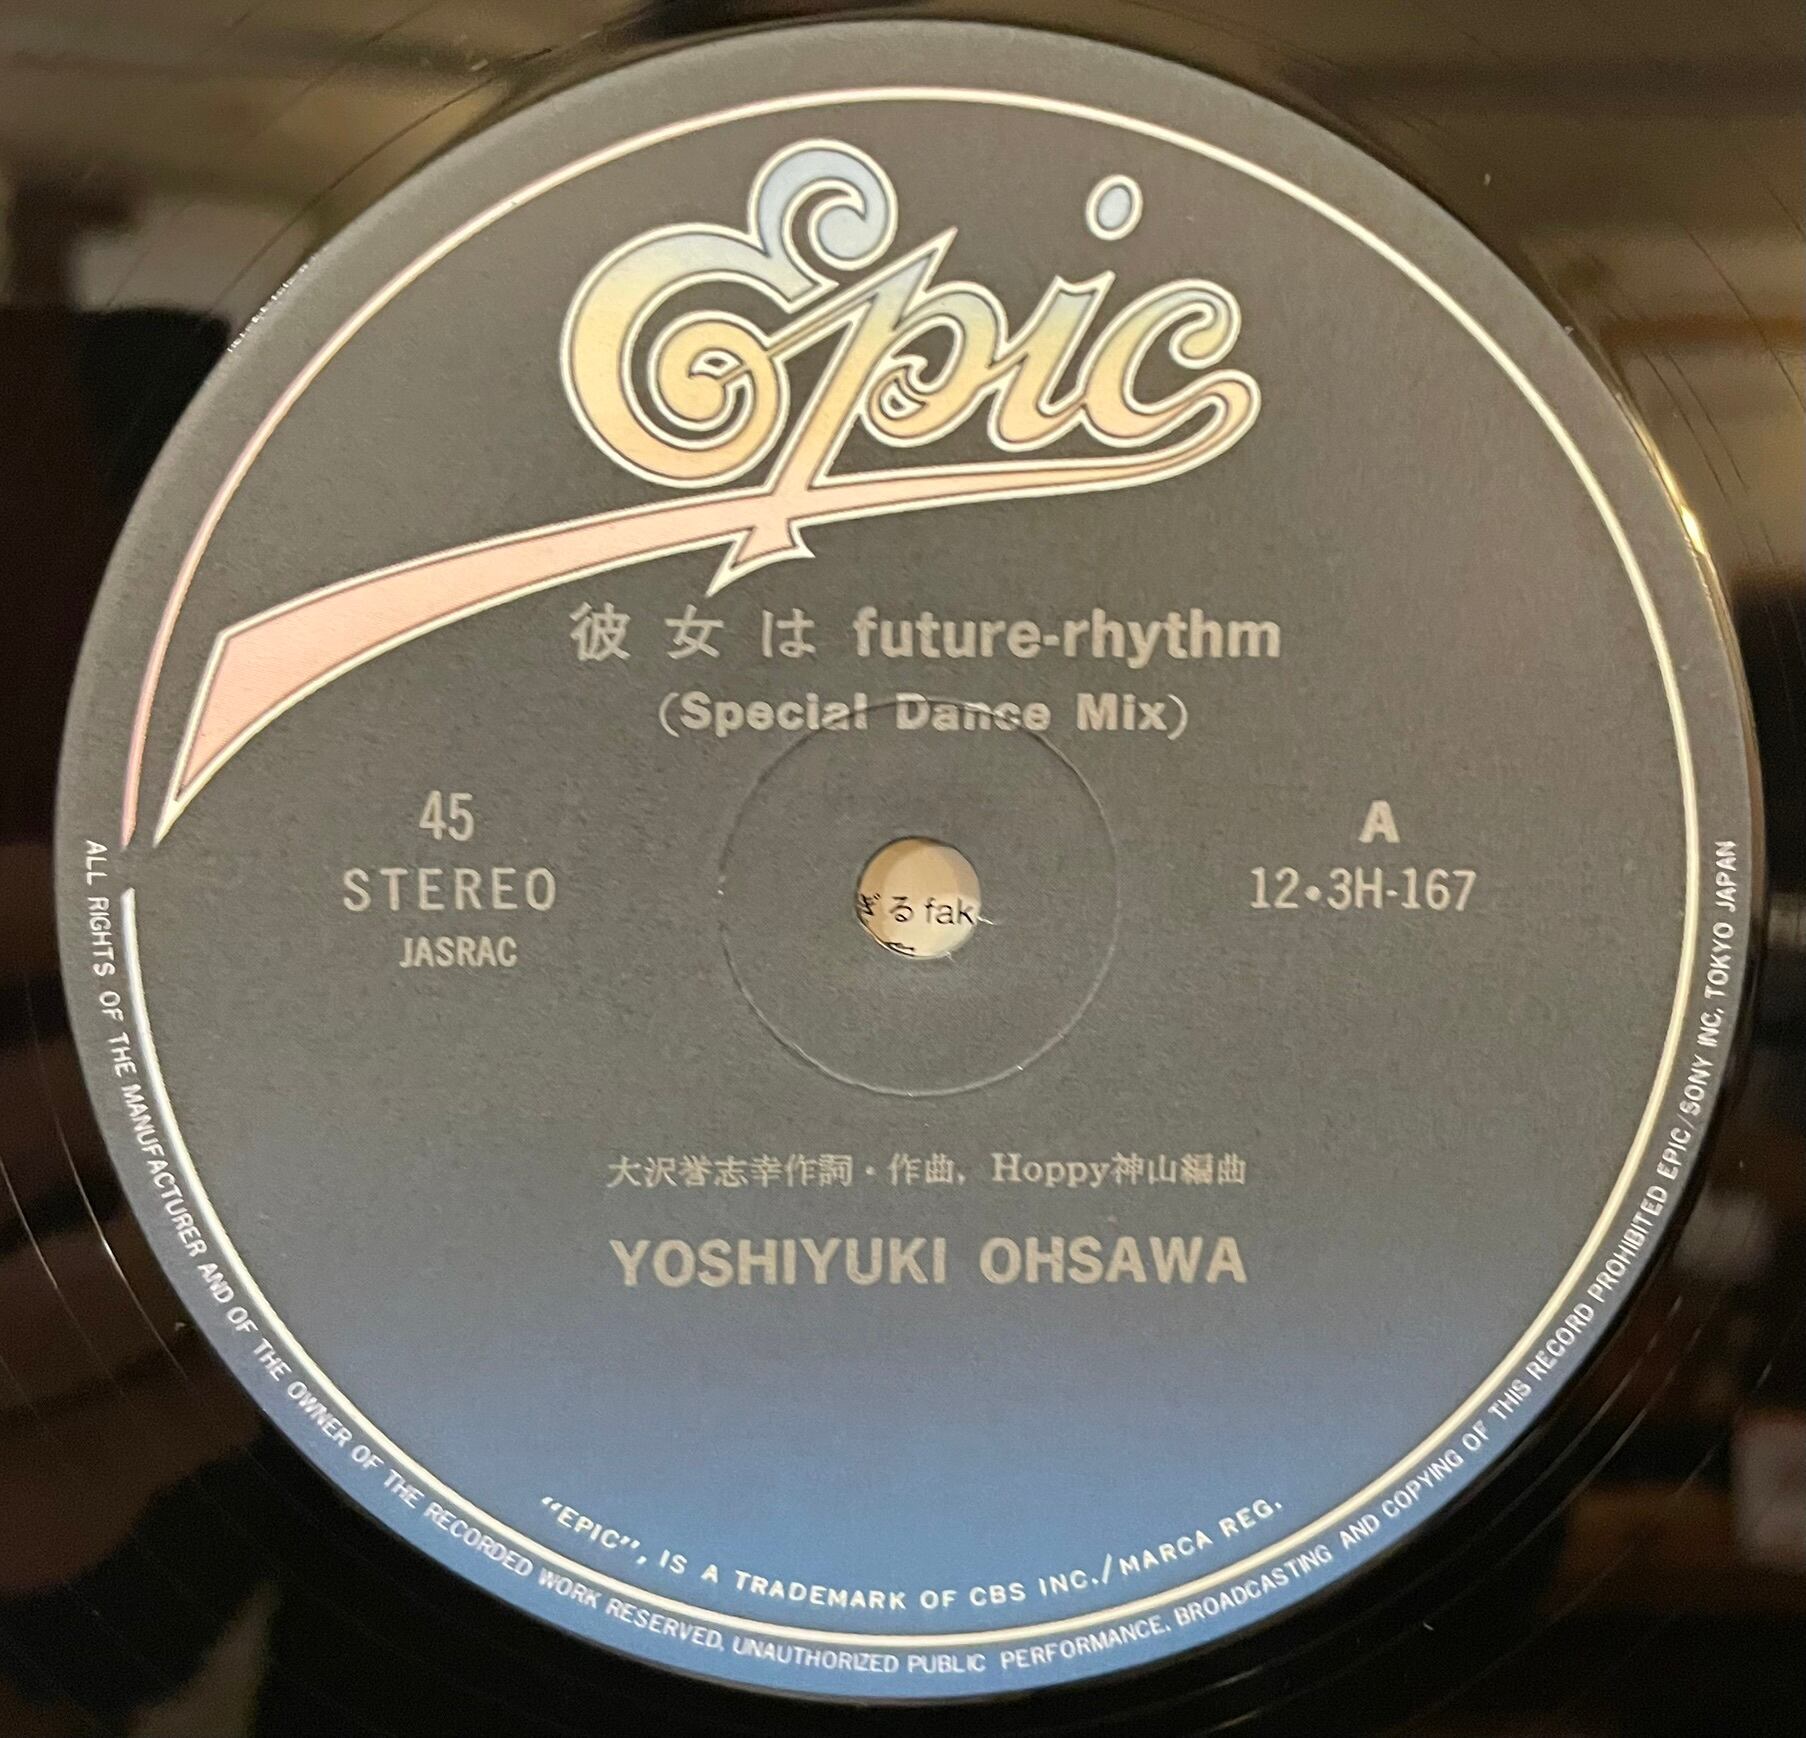 Epic
彼女は future-rhythm
(Special Dance Mix)
45
STEREO
JASRAC
A
12•3H-167
ぎる fak
大沢誉志幸作詞・作曲, Hoppy神山編曲
YOSHIYUKI OHSAWA
"EPIC", IS A TRADEMARK OF CBS INC./MARCA REG.
ALL RIGHTS OF THE MANUFACTURER AND OF THE OWNER OF THE RECORDED WORK RESERVED, UNAUTHORIZED PUBLIC PERFORMANCE, BROADCASTING AND COPYING OF THIS RECORD PROHIBITED EPIC/SONY INC, TOKYO JAPAN